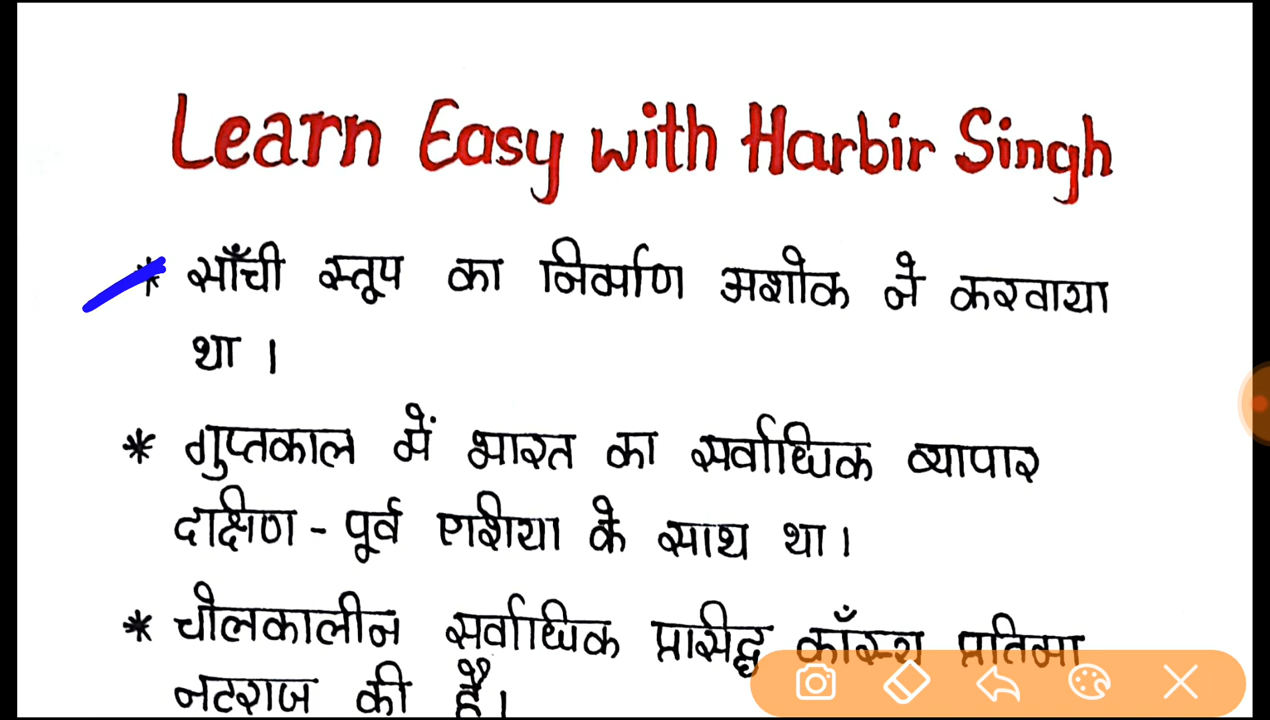 Learn Easy with Harbir Singh
* साँची स्तूप का निर्माण अशोक ने करवाया
था ।
* गुप्तकाल में भारत का सर्वाधिक व्यापार
दक्षिण - पूर्व एशिया के साथ था ।
* चोलकालीन सर्वाधिक प्रसिद्ध काँस्य प्रतिमा
नटराज की है ।